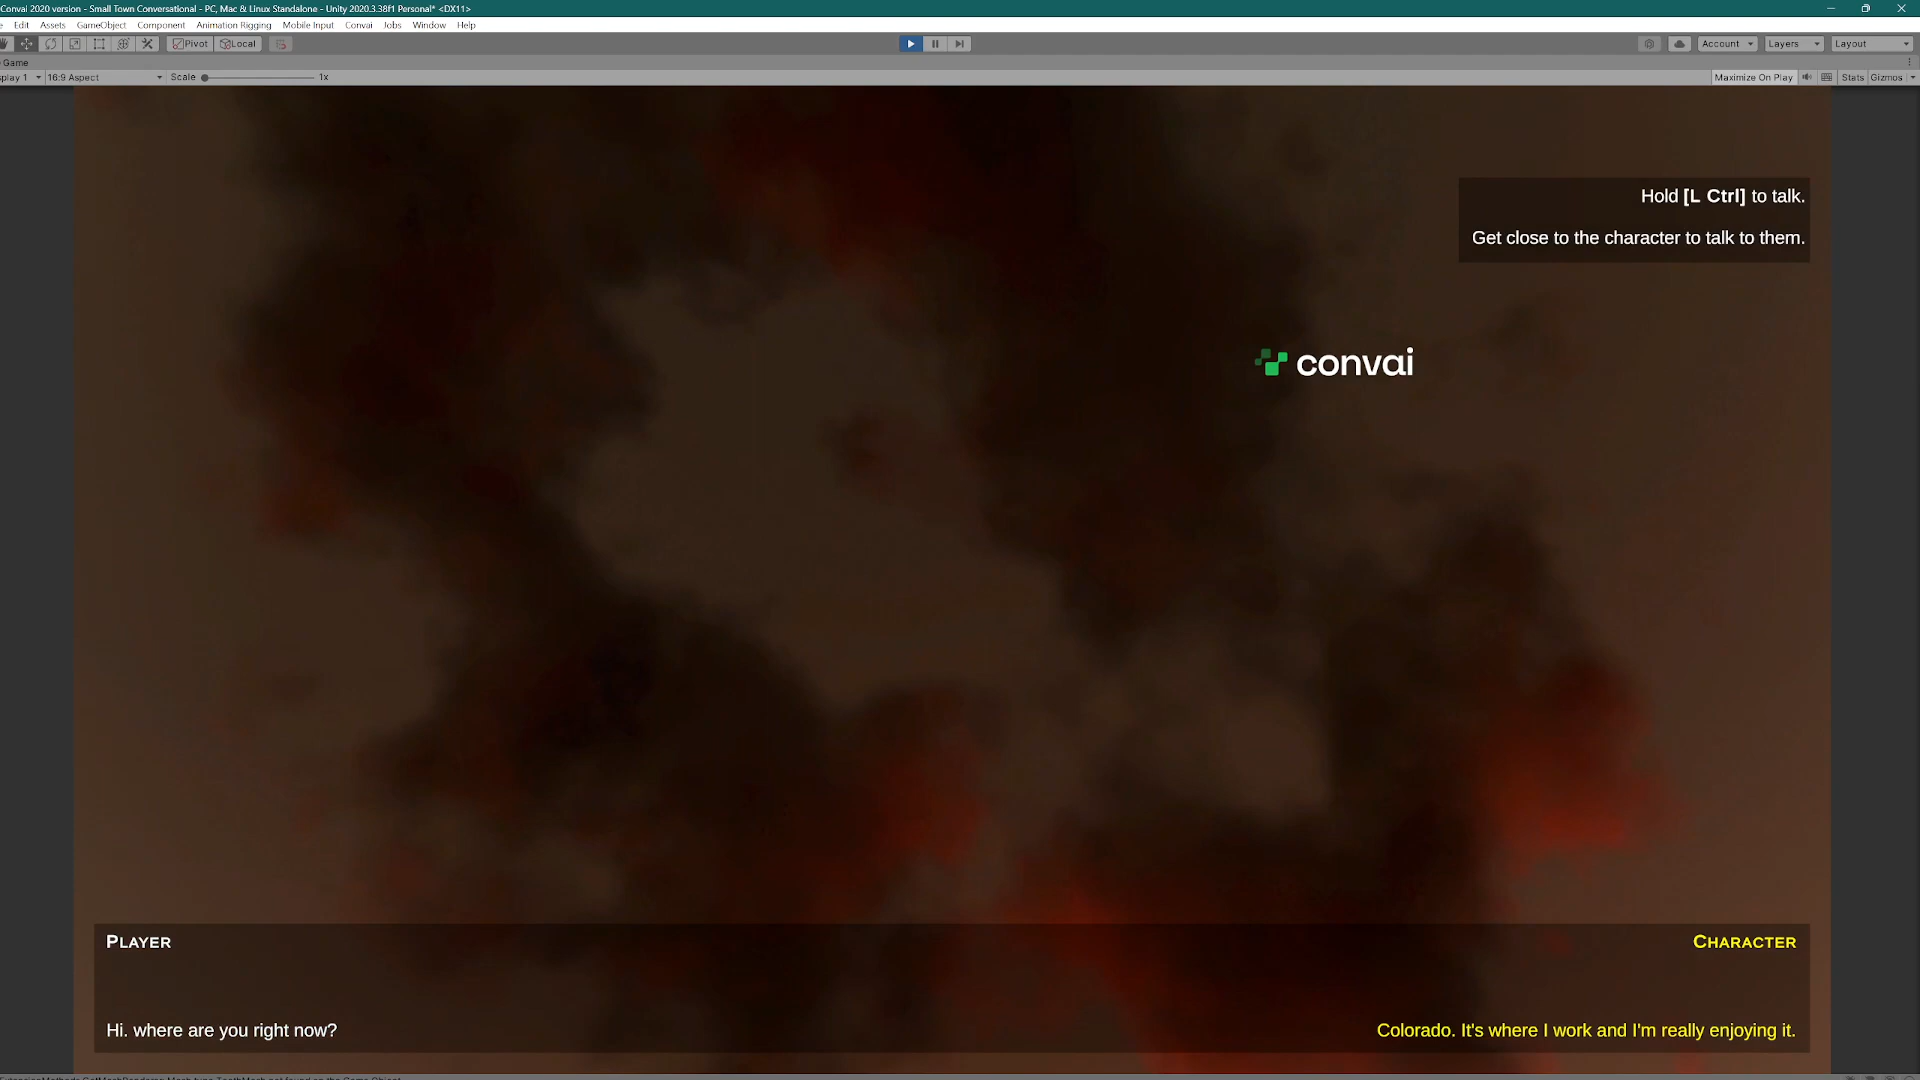 Convai 2020 version - Small Town Conversational - PC, Mac & Linux Standalone - Unity 2020.3.38f1 Personal* <DX11>
Edit Assets GameObject Component Animation Rigging Mobile Input Convai Jobs Window Help
Pivot Local Account Layers Layout
Game
play 1 16:9 Aspect Scale 1x Maximize On Play Stats Gizmos
Hold [L Ctrl] to talk.
Get close to the character to talk to them.
convai
PLAYER CHARACTER
Hi. where are you right now? Colorado. It's where I work and I'm really enjoying it.